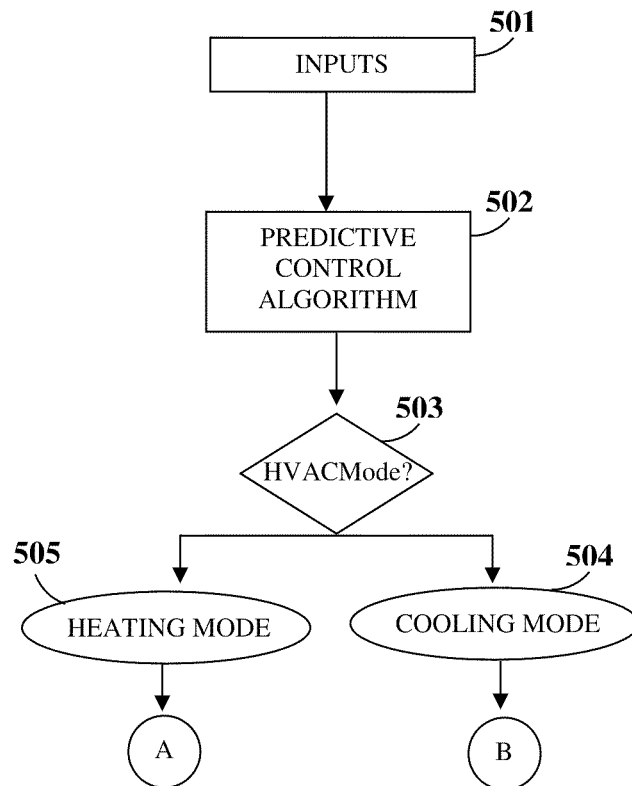 501
INPUTS
502
PREDICTIVE
CONTROL
ALGORITHM
503
HVACMode?
505
504
HEATING MODE
COOLING MODE
A
B